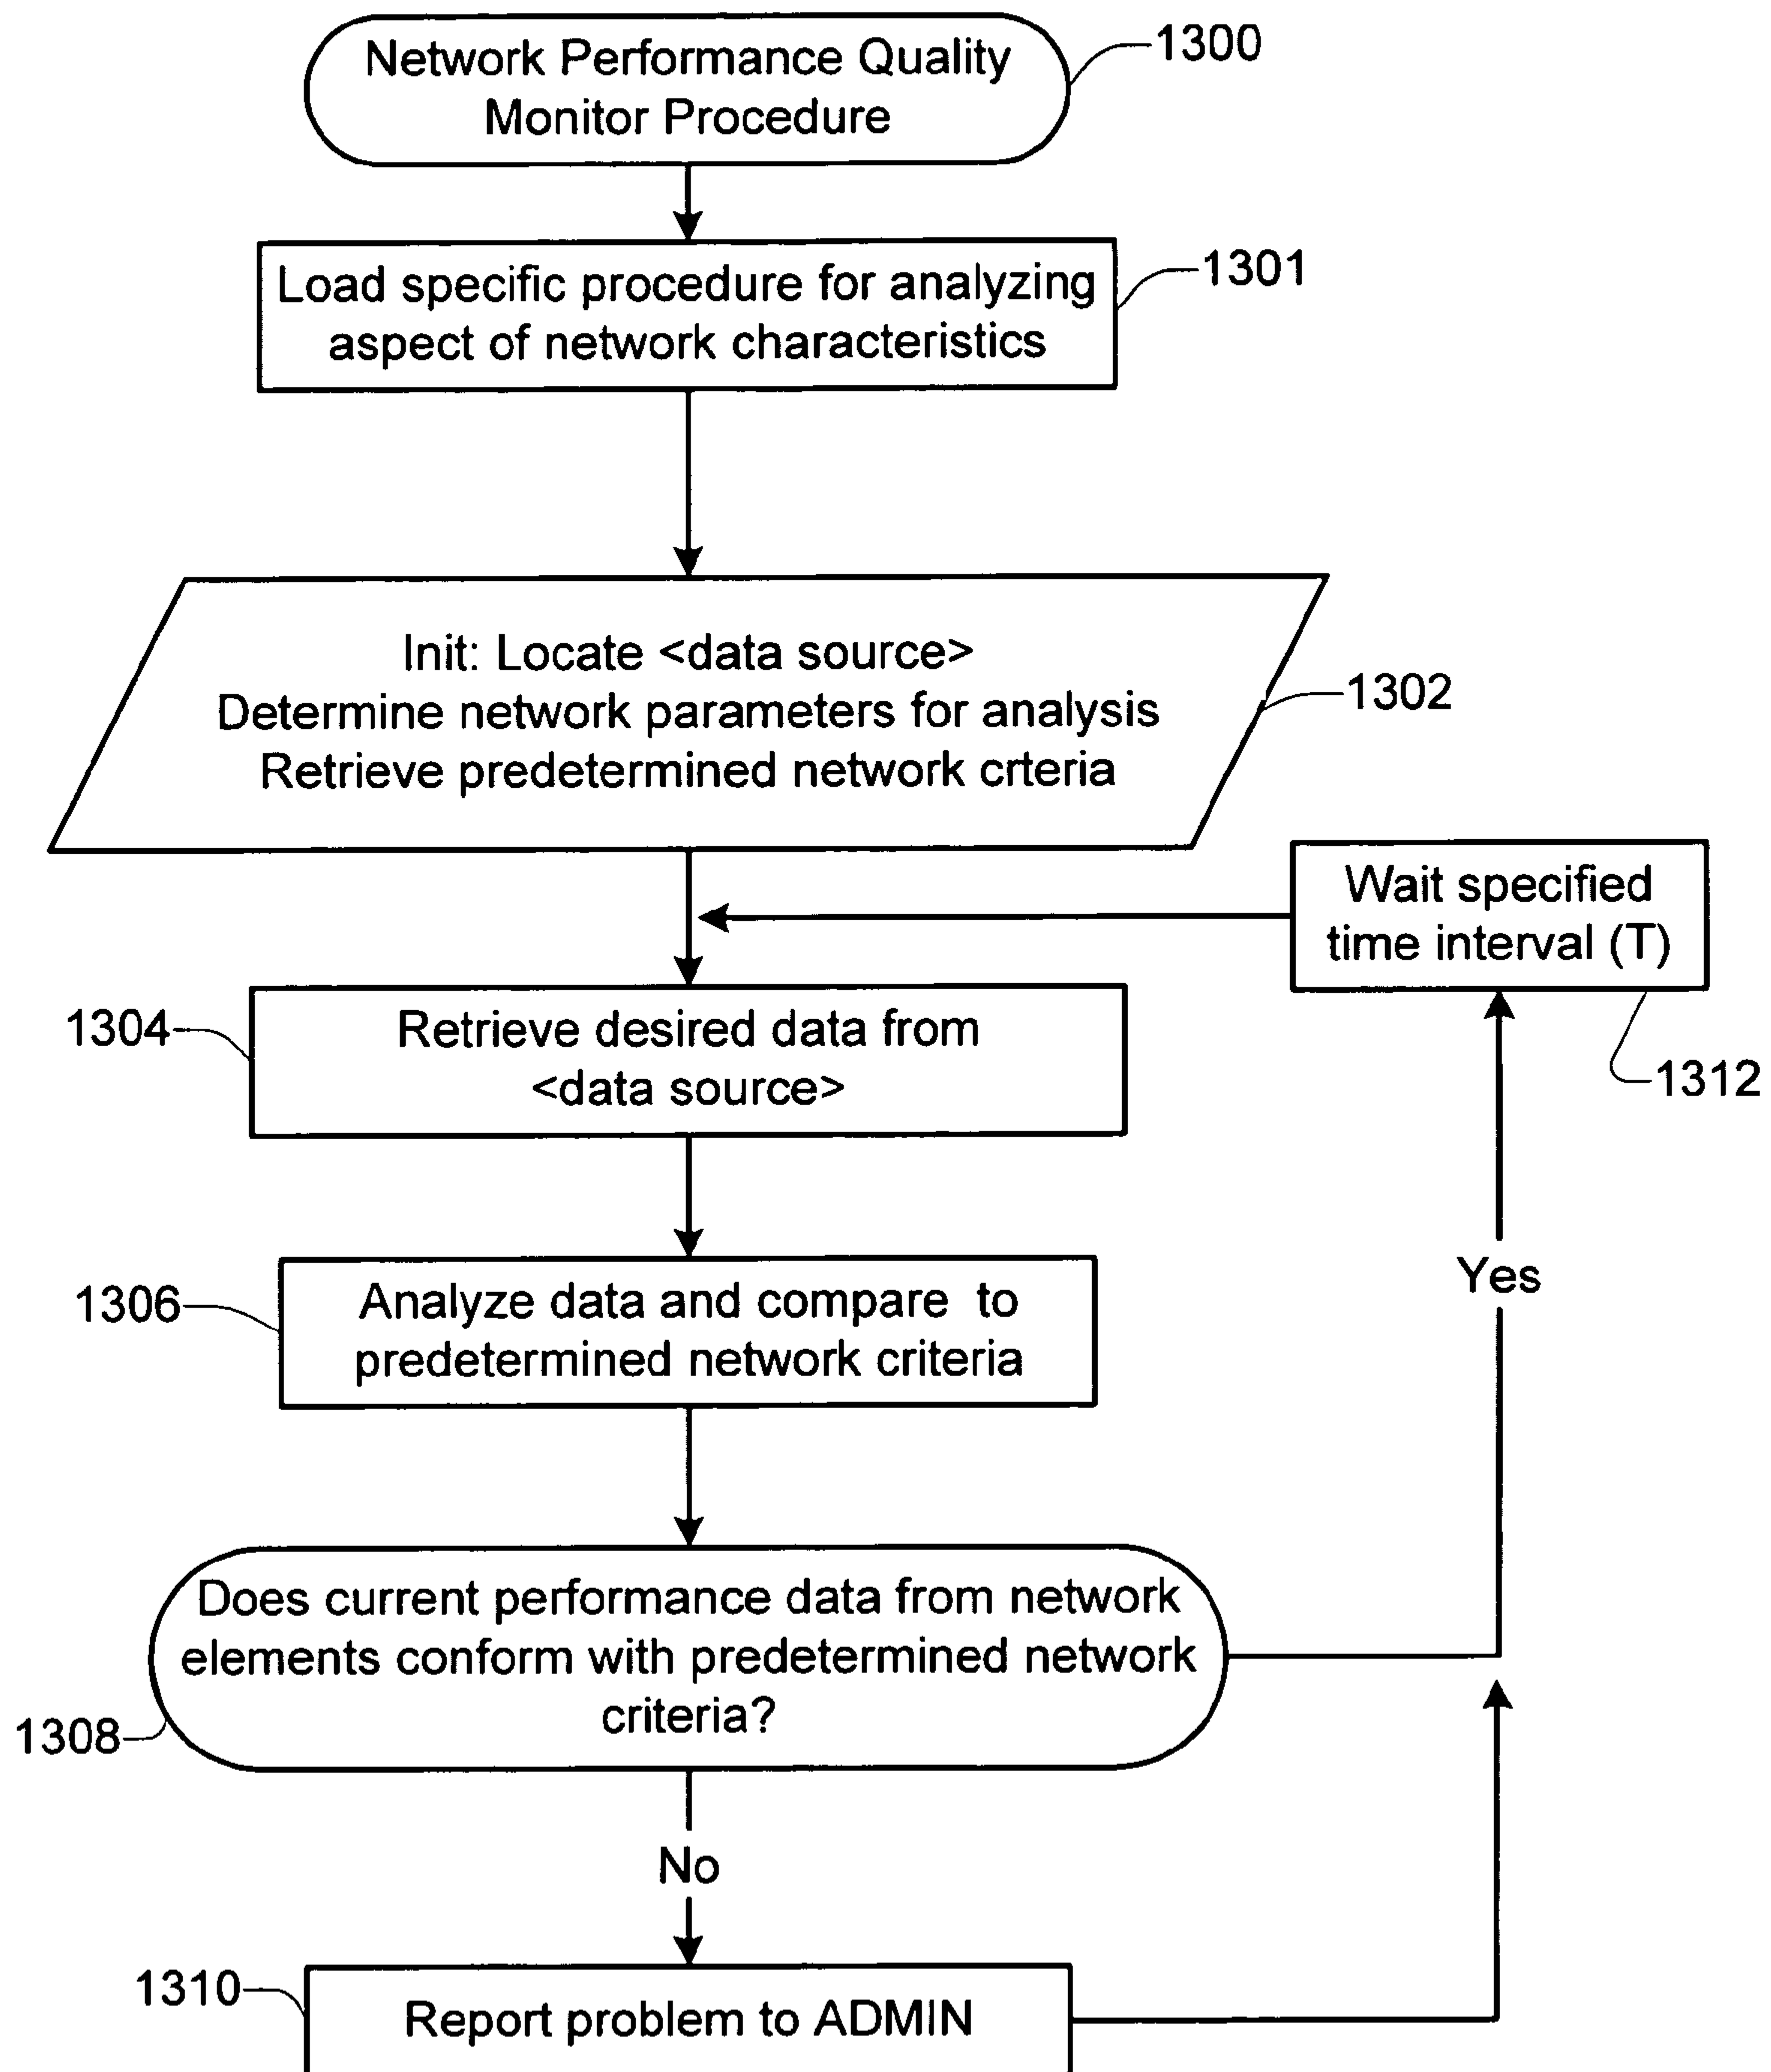 Network Performance Quality
Monitor Procedure
1300
Load specific procedure for analyzing
aspect of network characteristics
1301
Init: Locate <data source>
Determine network parameters for analysis
Retrieve predetermined network crteria
1302
Wait specified
time interval (T)
1312
1304
Retrieve desired data from
<data source>
1306
Analyze data and compare to
predetermined network criteria
Yes
Does current performance data from network
elements conform with predetermined network
criteria?
1308
No
1310
Report problem to ADMIN